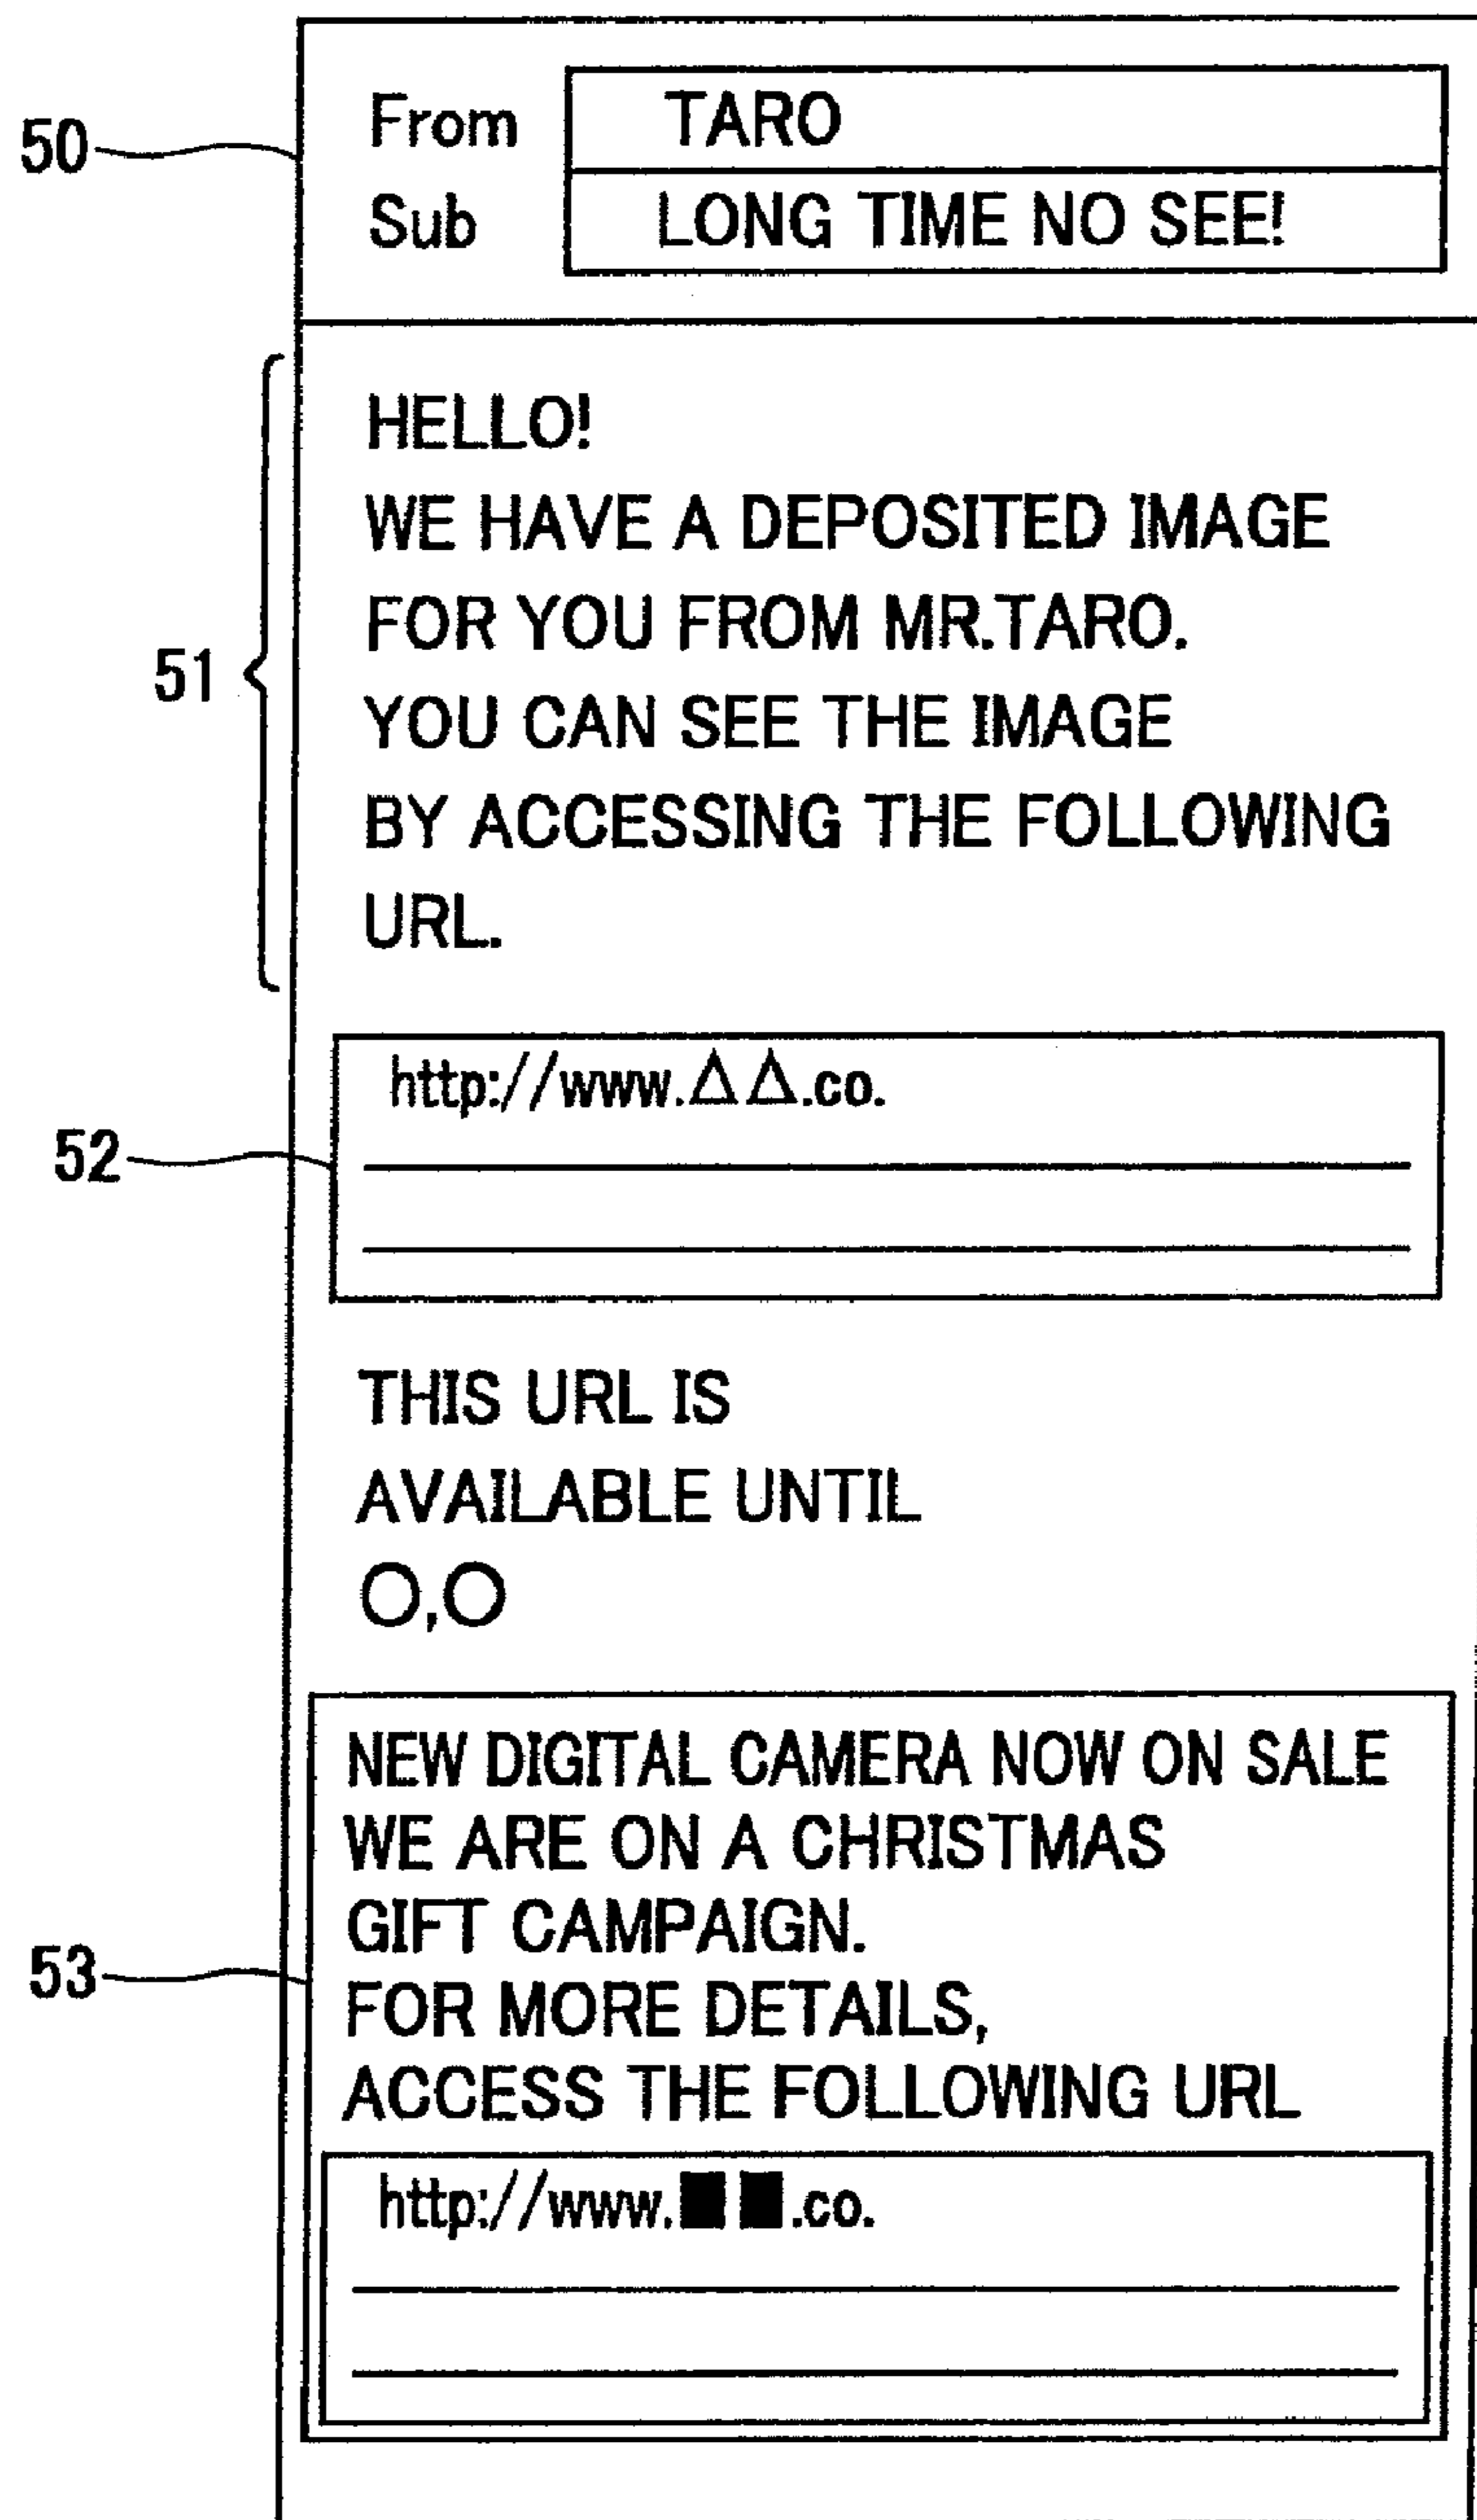 50
From TARO
Sub LONG TIME NO SEE!
51
HELLO!
WE HAVE A DEPOSITED IMAGE
FOR YOU FROM MR.TARO.
YOU CAN SEE THE IMAGE
BY ACCESSING THE FOLLOWING
URL.
52
http://www.△△.co.
THIS URL IS
AVAILABLE UNTIL
○,○
53
NEW DIGITAL CAMERA NOW ON SALE
WE ARE ON A CHRISTMAS
GIFT CAMPAIGN.
FOR MORE DETAILS,
ACCESS THE FOLLOWING URL
http://www.■■.co.